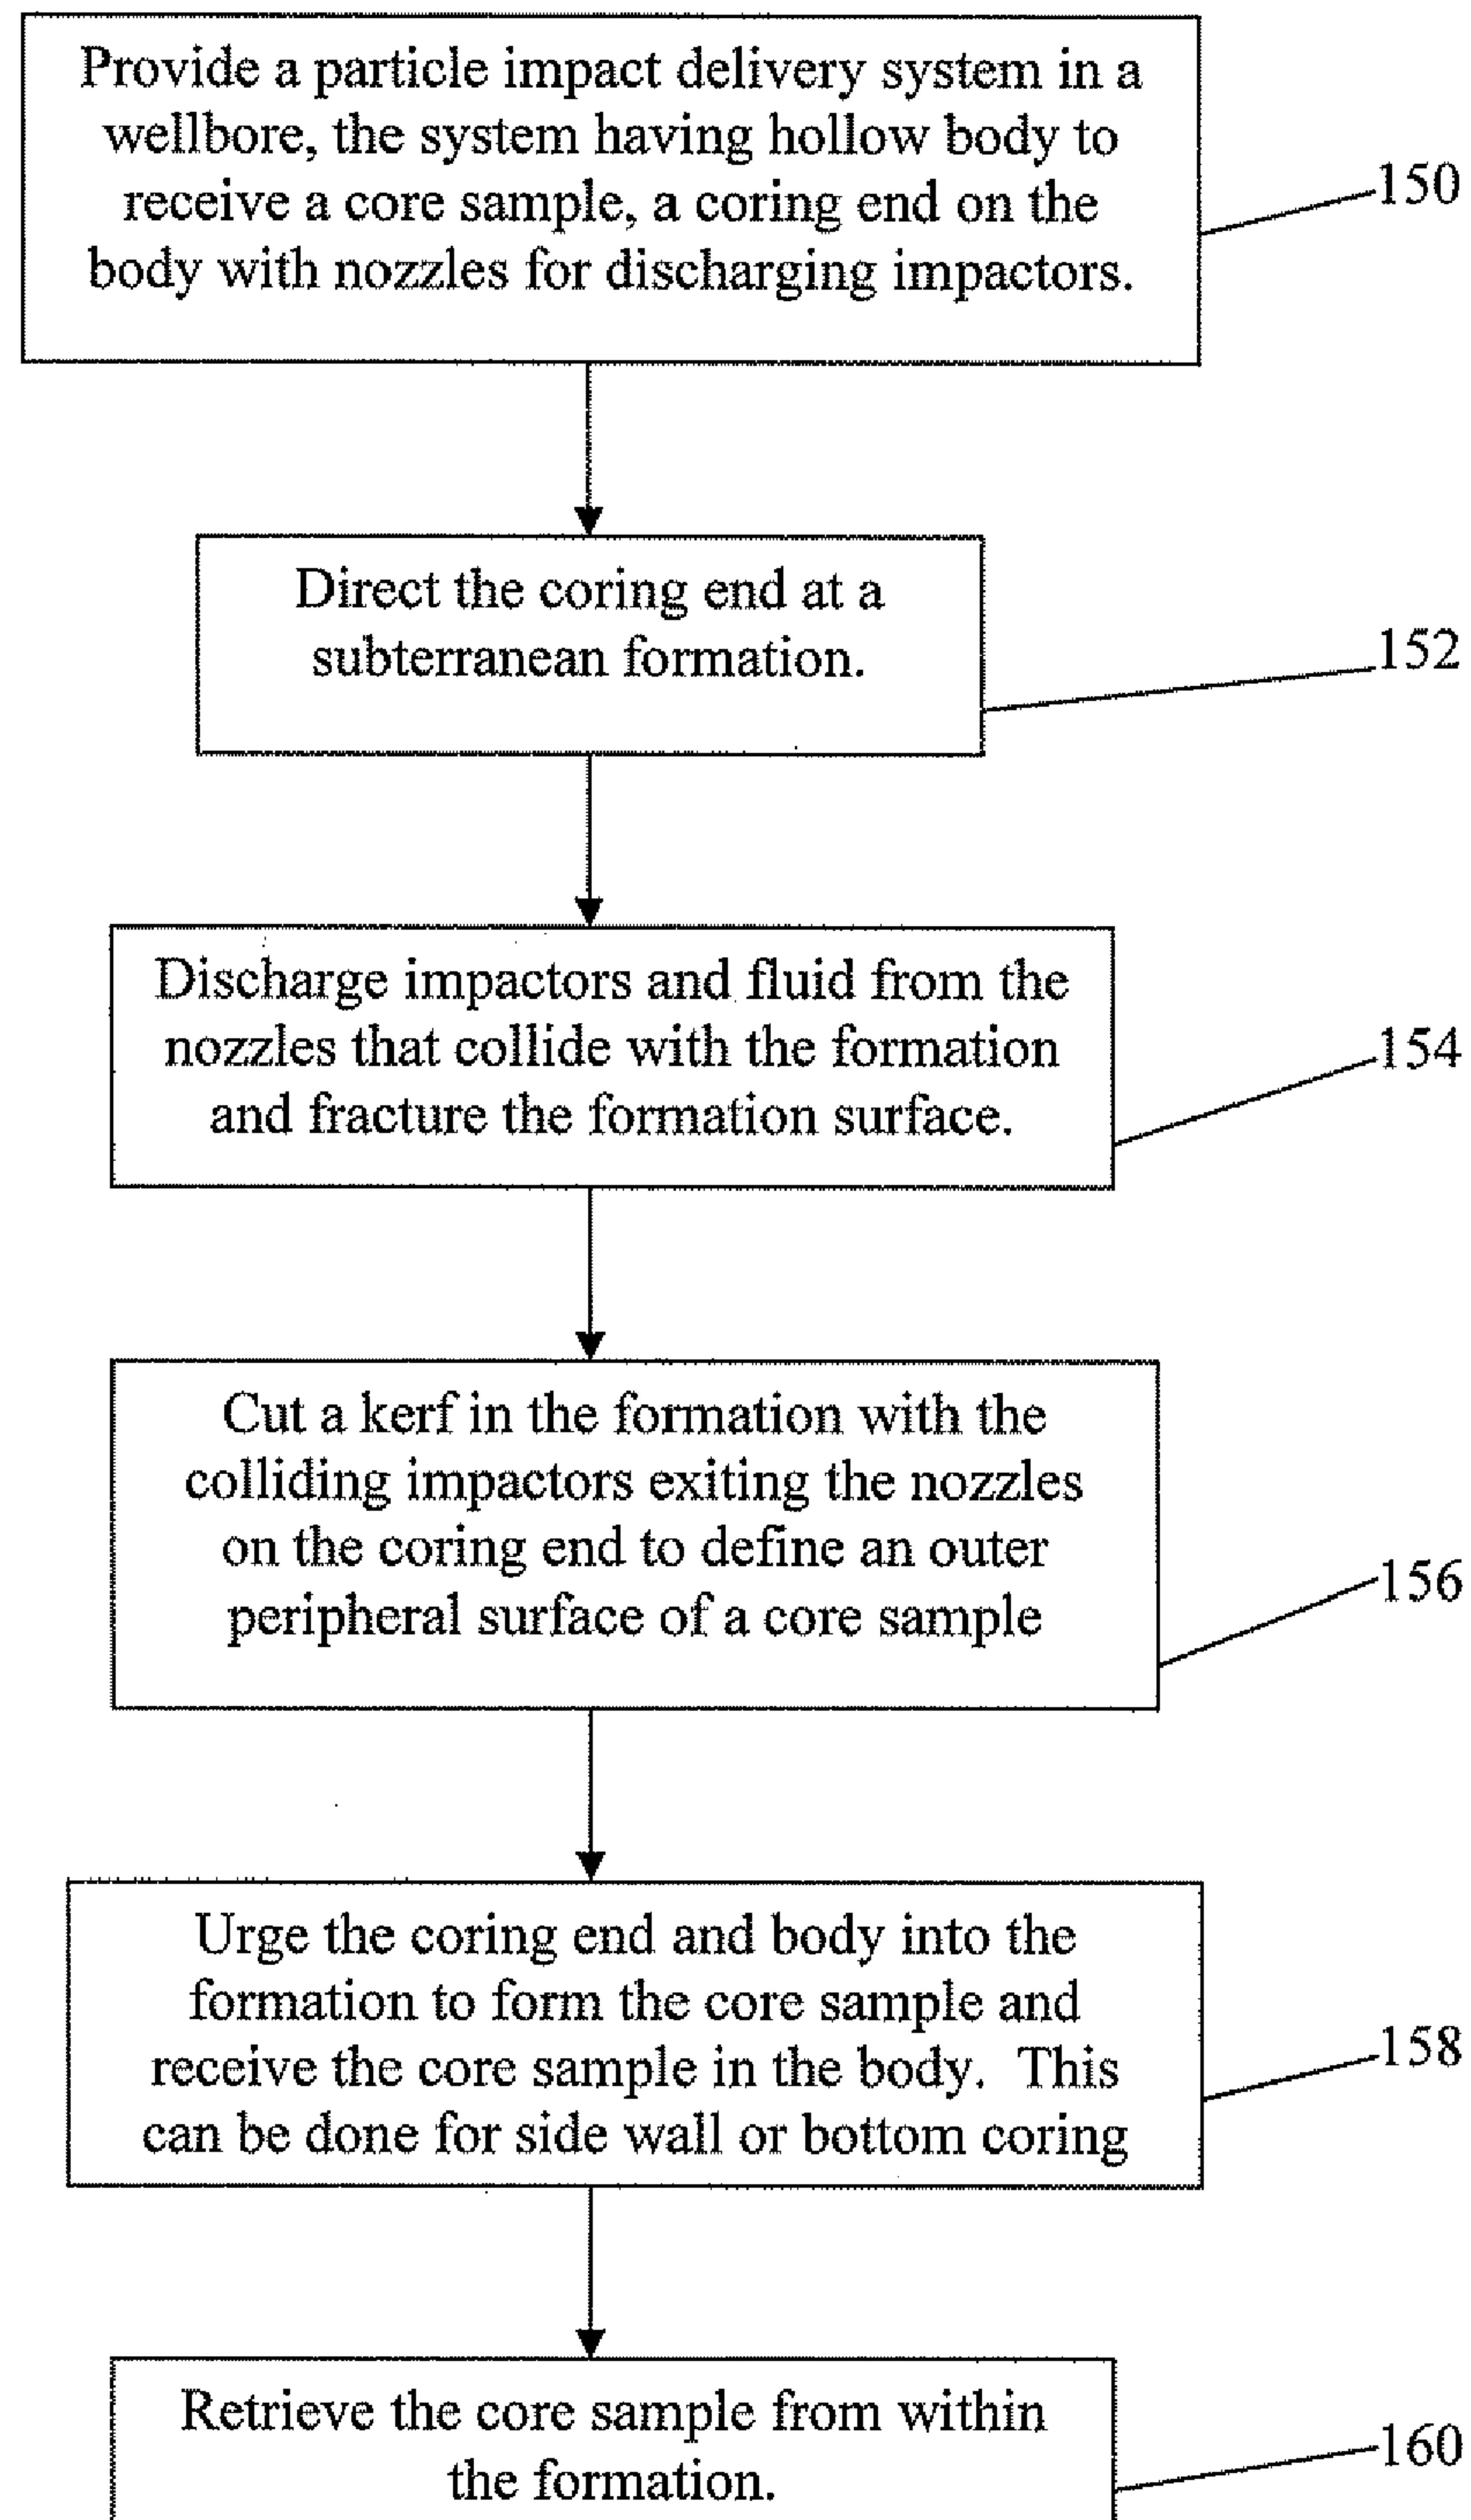 Provide a particle impact delivery system in a
wellbore, the system having hollow body to
receive a core sample, a coring end on the
body with nozzles for discharging impactors.
150
Direct the coring end at a
subterranean formation.
152
Discharge impactors and fluid from the
nozzles that collide with the formation
and fracture the formation surface.
154
Cut a kerf in the formation with the
colliding impactors exiting the nozzles
on the coring end to define an outer
peripheral surface of a core sample
156
Urge the coring end and body into the
formation to form the core sample and
receive the core sample in the body.  This
can be done for side wall or bottom coring
158
Retrieve the core sample from within
the formation.
160